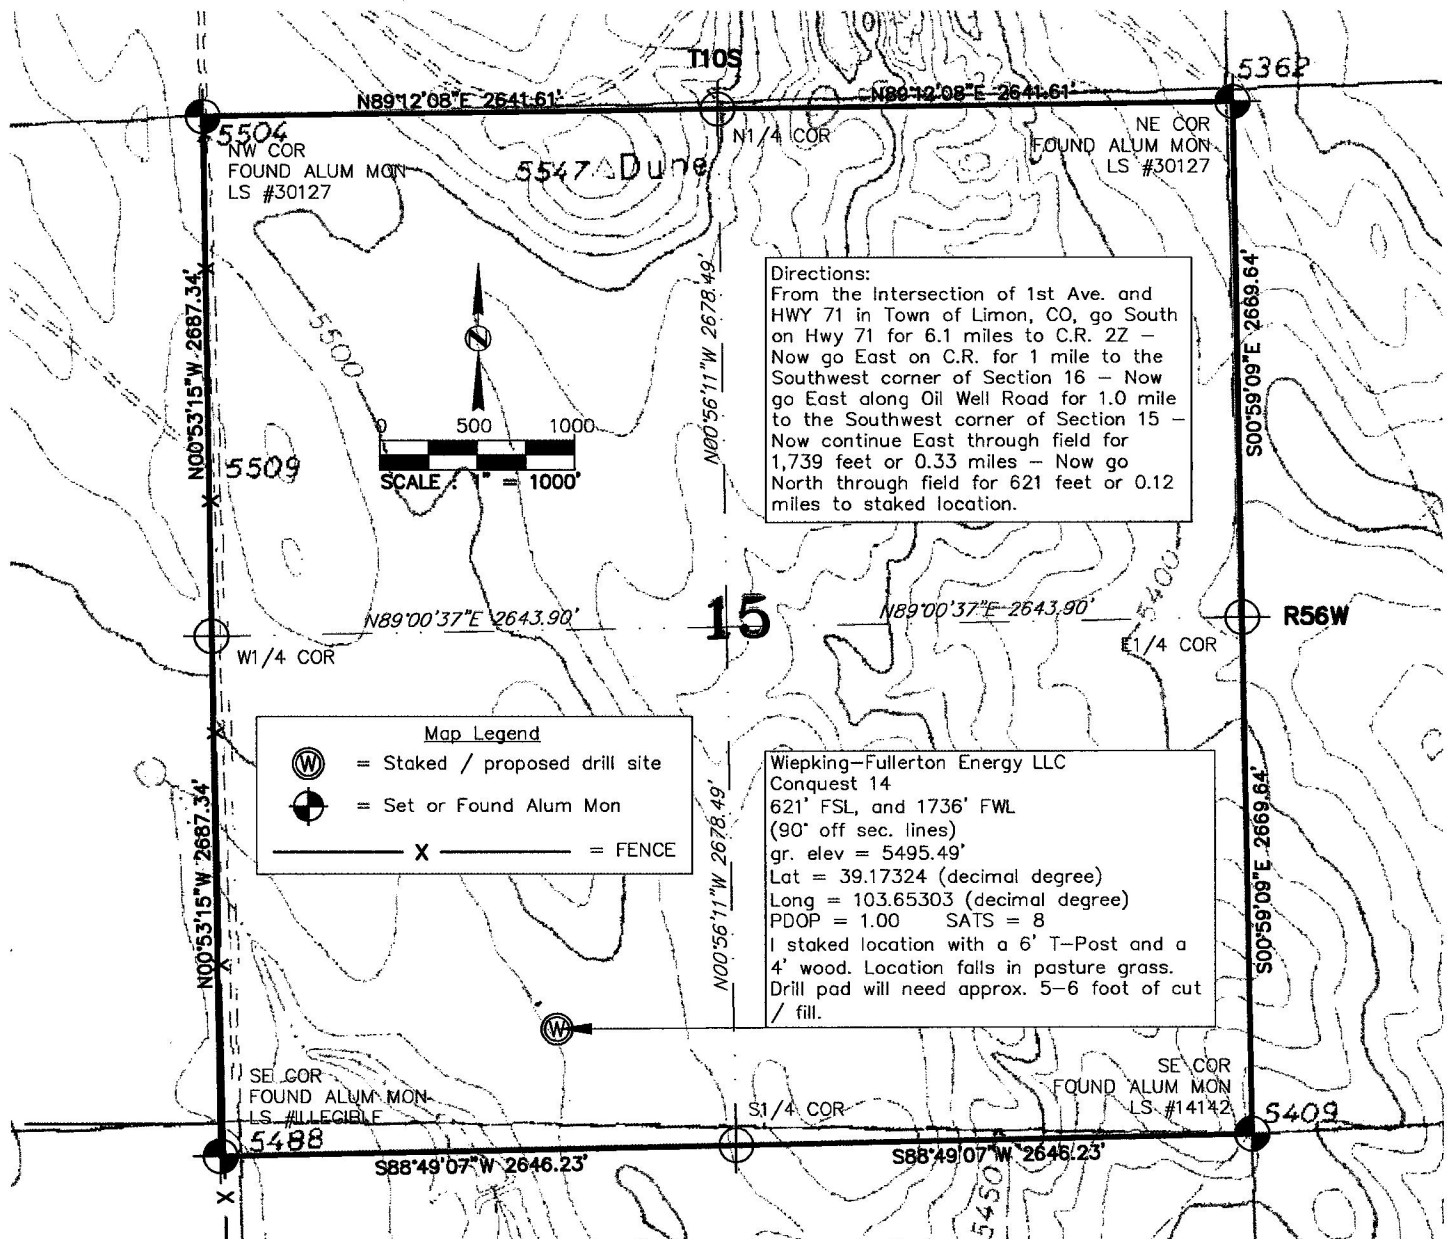 T10S
5362
N89°12'08"E 2641.61'
N89°12'08"E 2641.61'
5504
NW COR
FOUND ALUM MON
LS #30127
5547 Dune
N1/4 COR
NE COR
FOUND ALUM MON
LS #30127
N00°53'15"W 2687.34'
5500
N00°56'11"W 2678.49'
S00°59'09"E 2669.64'
N
0 500 1000
SCALE : 1" = 1000'
5509
Directions:
From the Intersection of 1st Ave. and
HWY 71 in Town of Limon, CO, go South
on Hwy 71 for 6.1 miles to C.R. 2Z –
Now go East on C.R. for 1 mile to the
Southwest corner of Section 16 – Now
go East along Oil Well Road for 1.0 mile
to the Southwest corner of Section 15 –
Now continue East through field for
1,739 feet or 0.33 miles – Now go
North through field for 621 feet or 0.12
miles to staked location.
5400
N89°00'37"E 2643.90'
15
N89°00'37"E 2643.90'
R56W
W1/4 COR
E1/4 COR
Map Legend
W = Staked / proposed drill site
= Set or Found Alum Mon
X = FENCE
N00°53'15"W 2687.34'
N00°56'11"W 2678.49'
S00°59'09"E 2669.64'
Wiepking–Fullerton Energy LLC
Conquest 14
621' FSL, and 1736' FWL
(90° off sec. lines)
gr. elev = 5495.49'
Lat = 39.17324 (decimal degree)
Long = 103.65303 (decimal degree)
PDOP = 1.00 SATS = 8
I staked location with a 6' T–Post and a
4' wood. Location falls in pasture grass.
Drill pad will need approx. 5–6 foot of cut
/ fill.
W
SE COR
FOUND ALUM MON
LS #ILLEGIBLE
5488
S1/4 COR
SE COR
FOUND ALUM MON
LS #14142
5409
S88°49'07"W 2646.23'
S88°49'07"W 2646.23'
5450
X